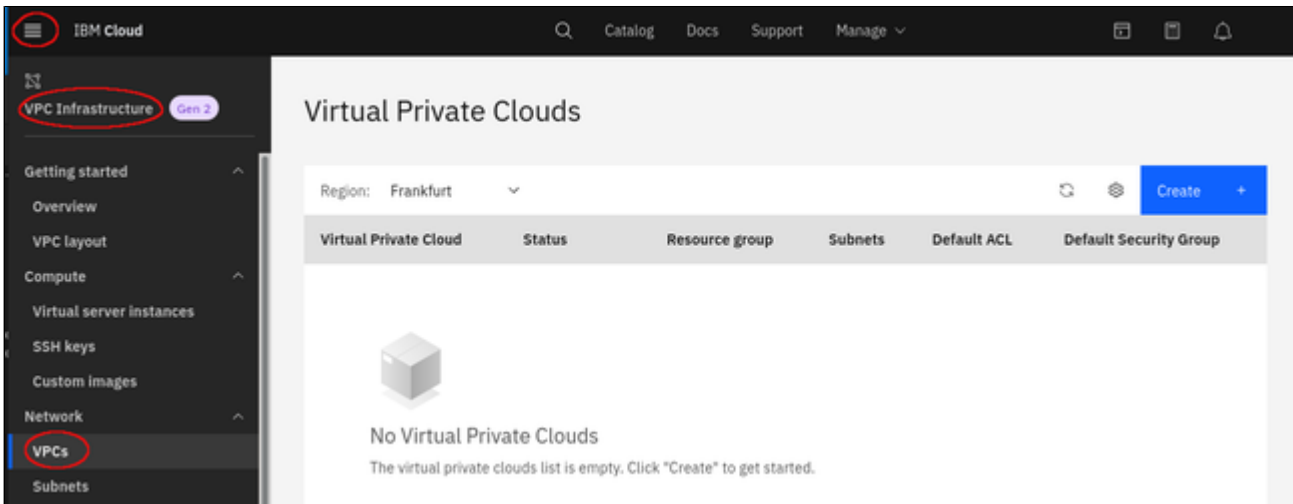 IBM Cloud Catalog Docs Support Manage
VPC Infrastructure Gen 2
Getting started
Overview
VPC layout
Compute
Virtual server instances
SSH keys
Custom images
Network
VPCs
Subnets
Virtual Private Clouds
Region: Frankfurt Create +
Virtual Private Cloud Status Resource group Subnets Default ACL Default Security Group
No Virtual Private Clouds
The virtual private clouds list is empty. Click "Create" to get started.